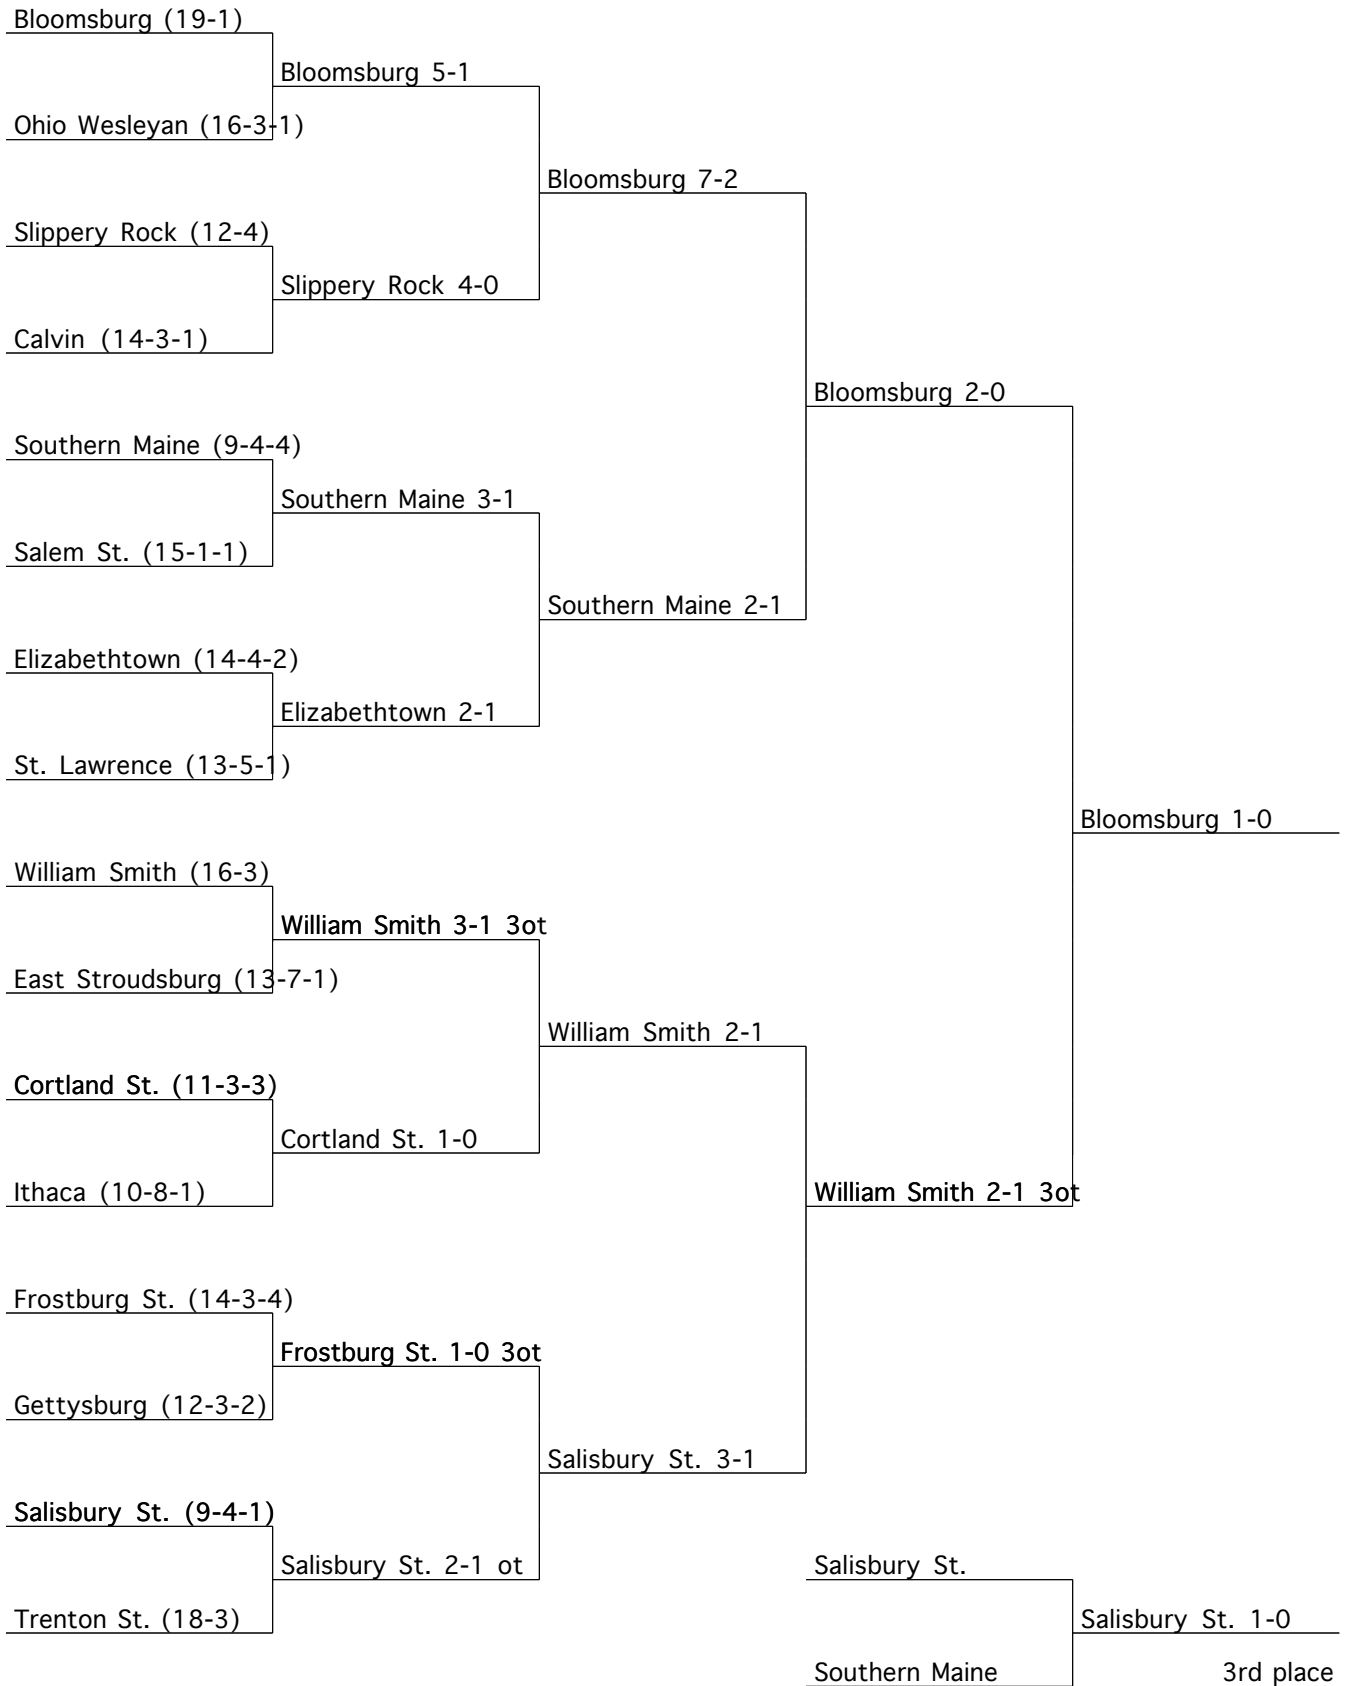 Bloomsburg (19-1)
Bloomsburg 5-1
Ohio Wesleyan (16-3-1)
Bloomsburg 7-2
Slippery Rock (12-4)
Slippery Rock 4-0
Calvin (14-3-1)
Bloomsburg 2-0
Southern Maine (9-4-4)
Southern Maine 3-1
Salem St. (15-1-1)
Southern Maine 2-1
Elizabethtown (14-4-2)
Elizabethtown 2-1
St. Lawrence (13-5-1)
Bloomsburg 1-0
William Smith (16-3)
William Smith 3-1 3ot
East Stroudsburg (13-7-1)
William Smith 2-1
Cortland St. (11-3-3)
Cortland St. 1-0
Ithaca (10-8-1)
William Smith 2-1 3ot
Frostburg St. (14-3-4)
Frostburg St. 1-0 3ot
Gettysburg (12-3-2)
Salisbury St. 3-1
Salisbury St. (9-4-1)
Salisbury St. 2-1 ot
Salisbury St.
Trenton St. (18-3)
Salisbury St. 1-0
Southern Maine
3rd place